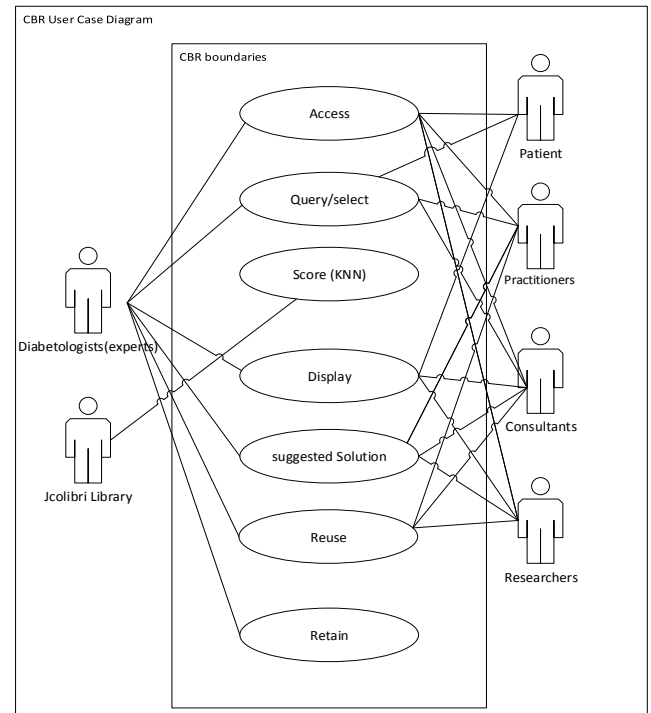 CBR User Case Diagram
CBR boundaries
Access
Patient
Query/select
Practitioners
Score (KNN)
Diabetologists(experts)
Display
Consultants
suggested Solution
Jcolibri Library
Reuse
Researchers
Retain